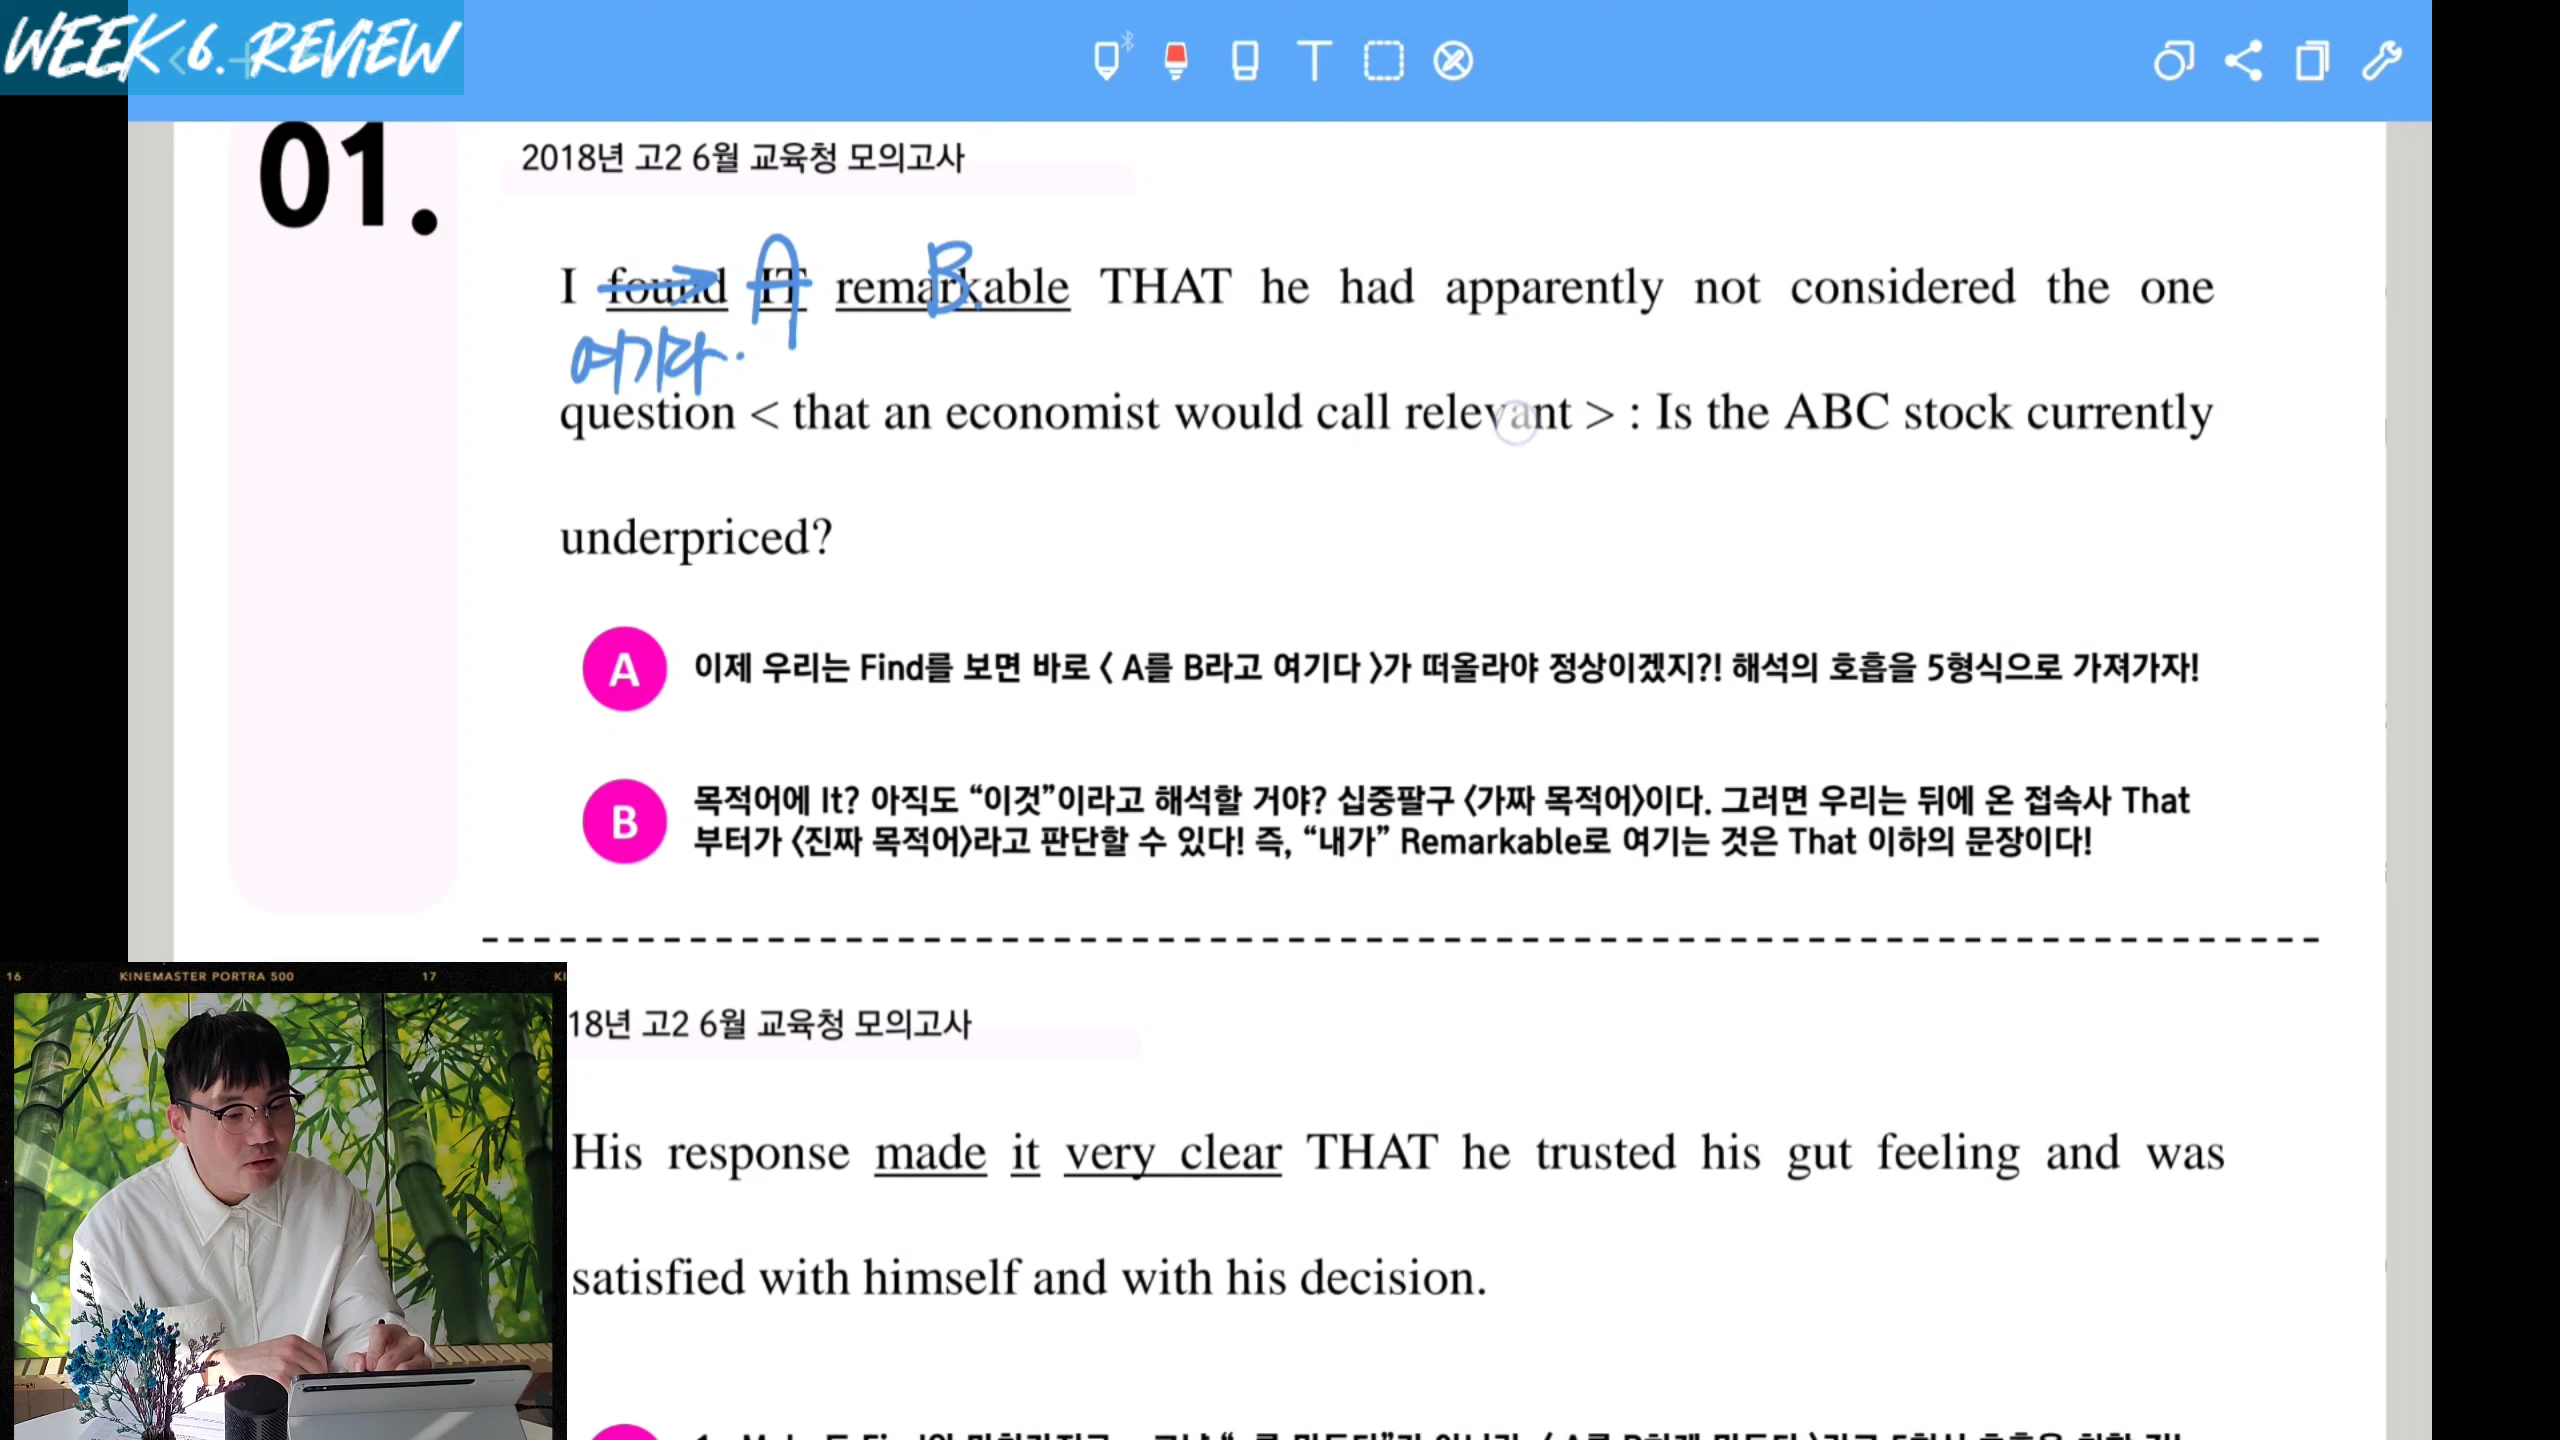 WEEK 6. REVIEW
01.
2018년 고2 6월 교육청 모의고사
A B.
I found IT remarkable THAT he had apparently not considered the one
여기다.
question < that an economist would call relevant > : Is the ABC stock currently
underpriced?
A 이제 우리는 Find를 보면 바로 < A를 B라고 여기다 >가 떠올라야 정상이겠지?! 해석의 호흡을 5형식으로 가져가자!
B 목적어에 It? 아직도 “이것”이라고 해석할 거야? 십중팔구 <가짜 목적어>이다. 그러면 우리는 뒤에 온 접속사 That
부터가 <진짜 목적어>라고 판단할 수 있다! 즉, “내가” Remarkable로 여기는 것은 That 이하의 문장이다!
16 KINEMASTER PORTRA 500 17 KI
18년 고2 6월 교육청 모의고사
His response made it very clear THAT he trusted his gut feeling and was
satisfied with himself and with his decision.